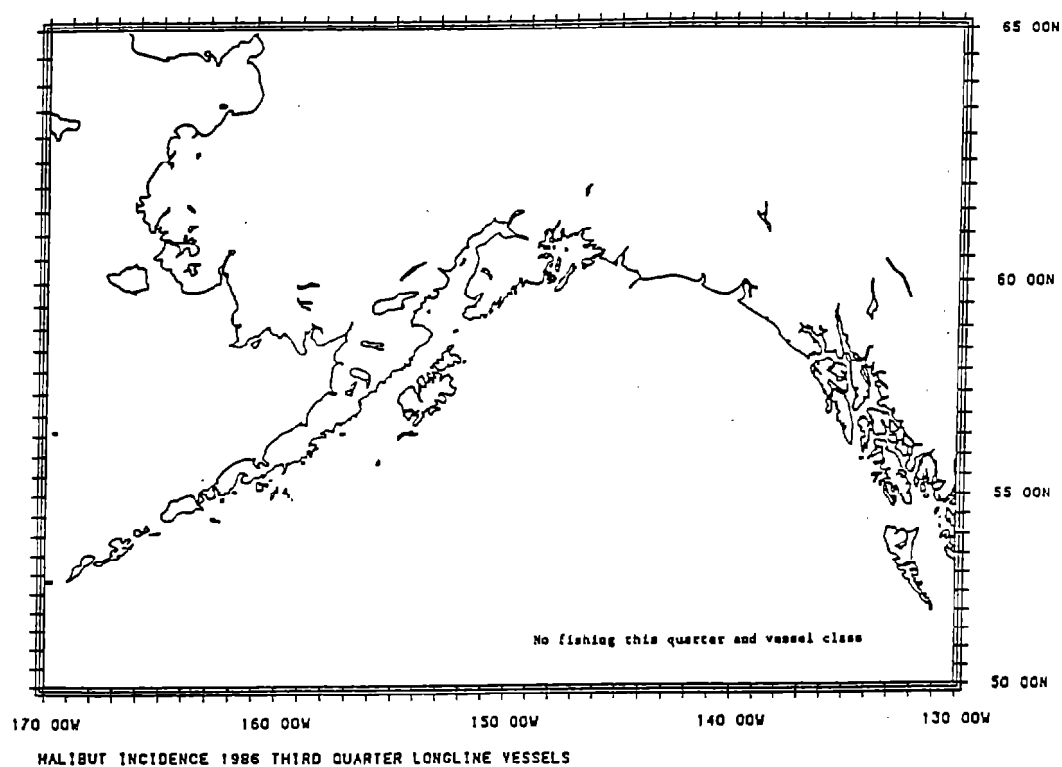 65 00N
60 00N
55 00N
No fishing this quarter and vessel class
50 00N
170 00W 160 00W 150 00W 140 00W 130 00W
HALIBUT INCIDENCE 1986 THIRD QUARTER LONGLINE VESSELS